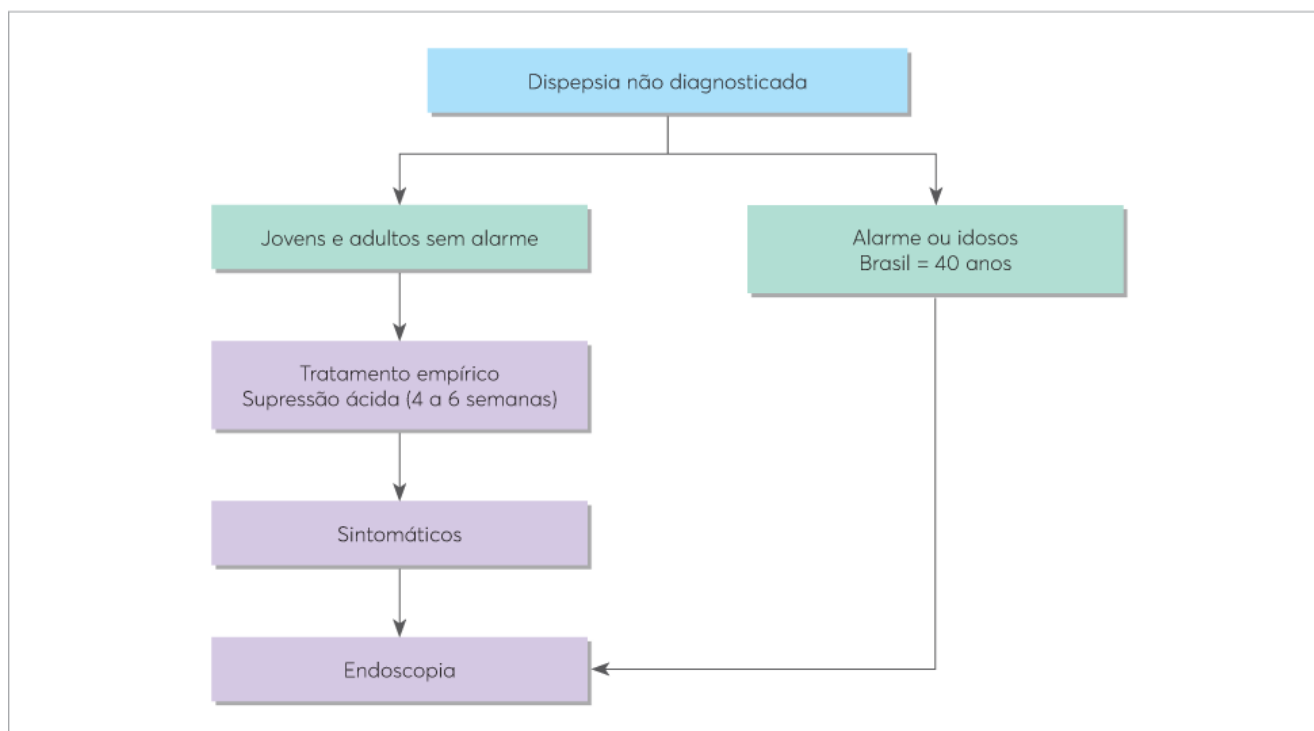 Dispepsia não diagnosticada
Jovens e adultos sem alarme
Alarme ou idosos
Brasil = 40 anos
Tratamento empírico
Supressão ácida (4 a 6 semanas)
Sintomáticos
Endoscopia